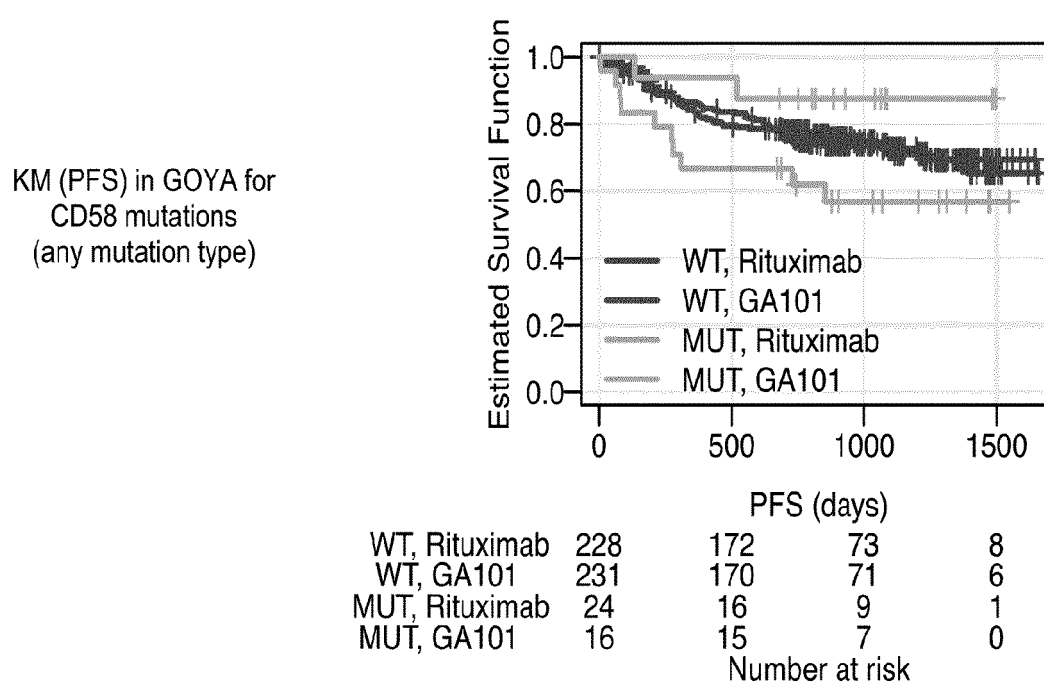 KM (PFS) in GOYA for
CD58 mutations
(any mutation type)
Estimated Survival Function
1.0
0.8
0.6
0.4
0.2
0.0
WT, Rituximab
WT, GA101
MUT, Rituximab
MUT, GA101
0 500 1000 1500
PFS (days)
WT, Rituximab 228 172 73 8
WT, GA101 231 170 71 6
MUT, Rituximab 24 16 9 1
MUT, GA101 16 15 7 0
Number at risk